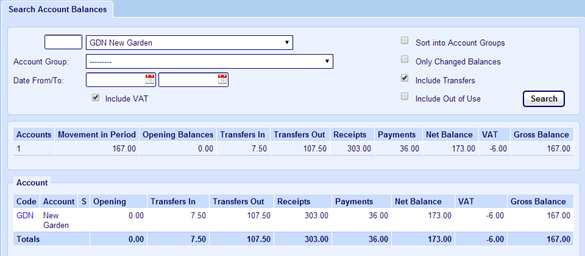 Search Account Balances
GDN New Garden
Sort into Account Groups
Account Group: ---------
Only Changed Balances
Date From/To:
Include Transfers
Include VAT
Include Out of Use
Search
Accounts Movement in Period Opening Balances Transfers In Transfers Out Receipts Payments Net Balance VAT Gross Balance
1 167.00 0.00 7.50 107.50 303.00 36.00 173.00 -6.00 167.00
Account
Code Account S Opening Transfers In Transfers Out Receipts Payments Net Balance VAT Gross Balance
GDN New Garden 0.00 7.50 107.50 303.00 36.00 173.00 -6.00 167.00
Totals 0.00 7.50 107.50 303.00 36.00 173.00 -6.00 167.00